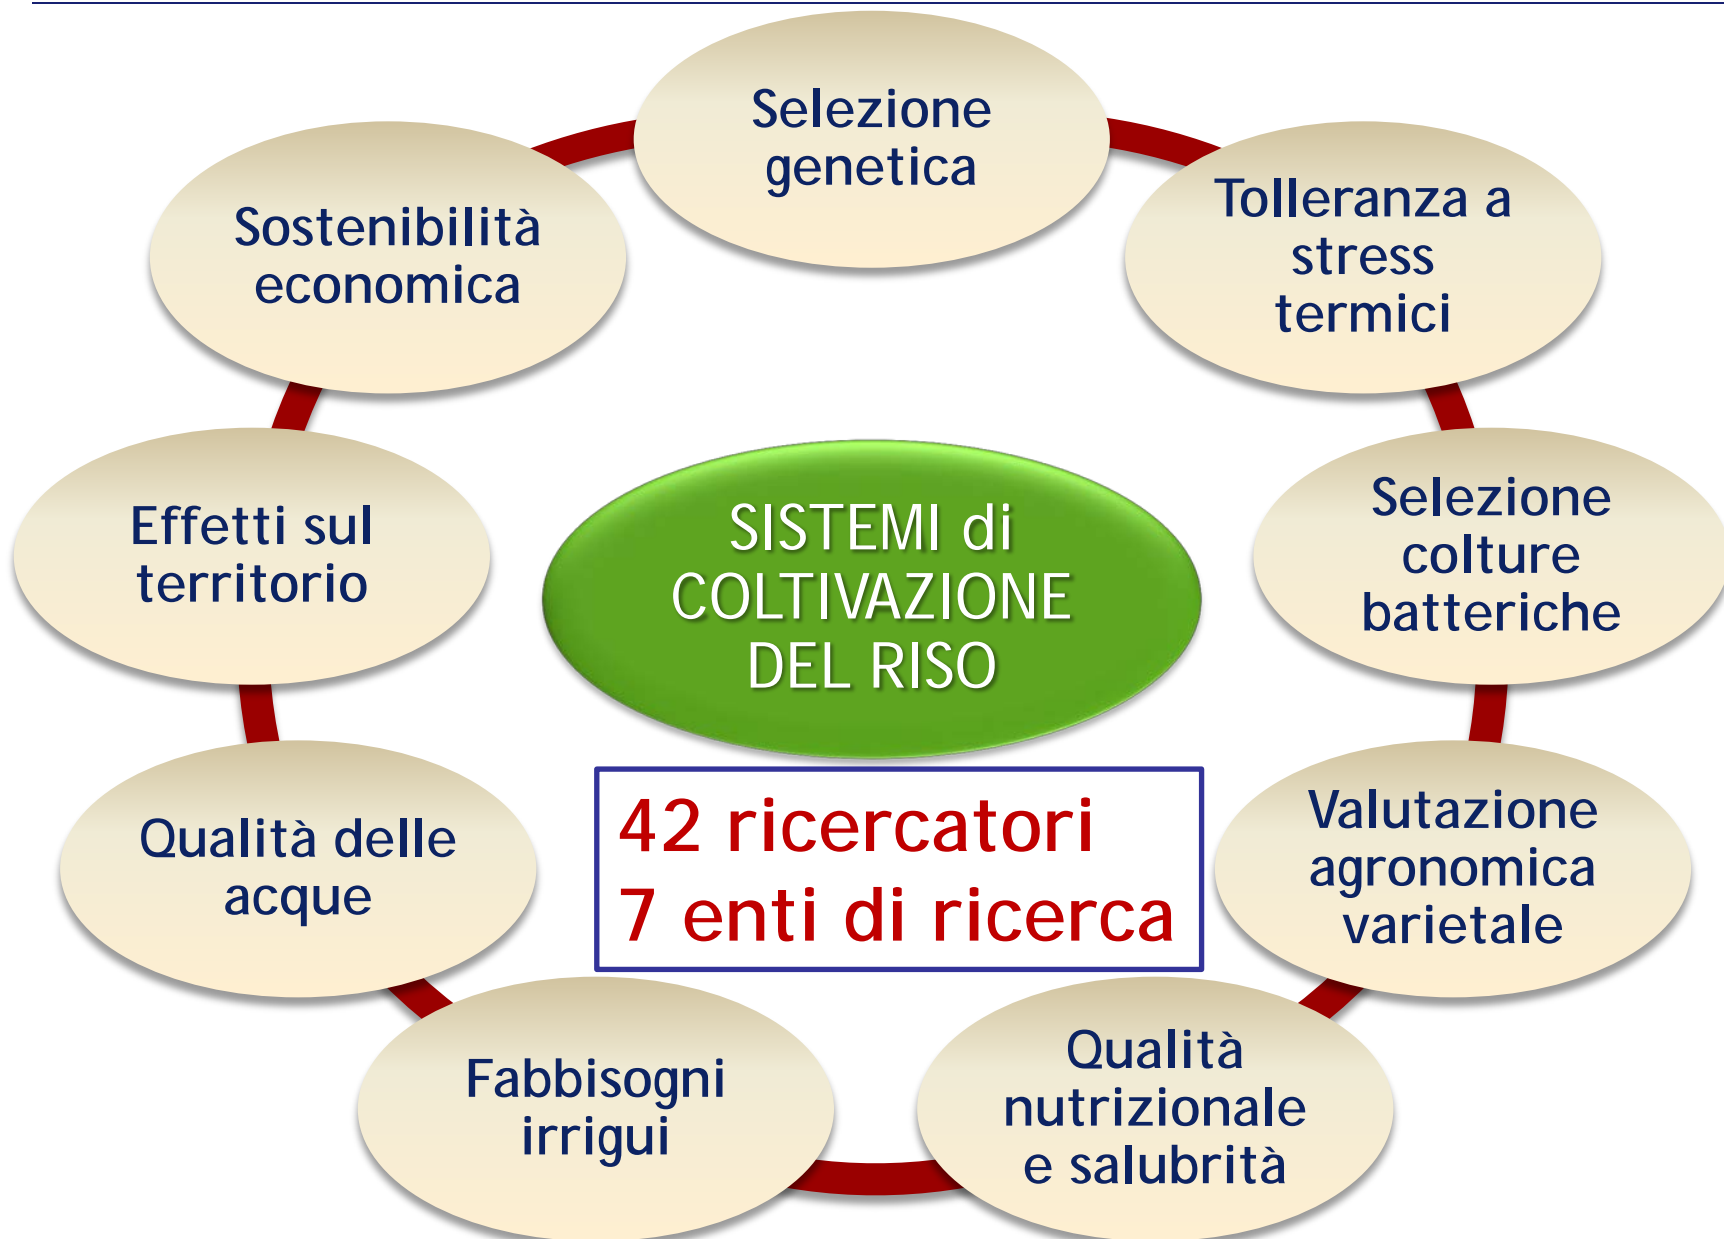 Selezione
genetica
Tolleranza a
stress
termici
Selezione
colture
batteriche
Valutazione
agronomica
varietale
Qualità
nutrizionale
e salubrità
Fabbisogni
irrigui
Qualità delle
acque
Effetti sul
territorio
Sostenibilità
economica
SISTEMI di
COLTIVAZIONE
DEL RISO
42 ricercatori
7 enti di ricerca